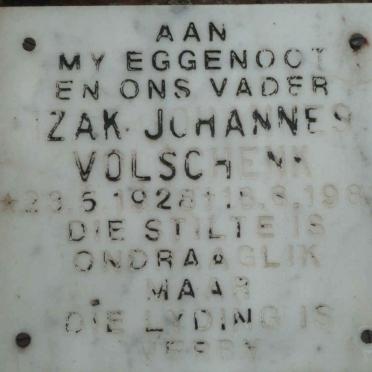 AAN
MY EGGENOOT
EN ONS VADER
ZAK JOHANNES
VOLSCHENK
*23.5.1928
DIE STILTE IS
ONDRAAGLIK
MAAR
DIE LYDING IS
VERBY